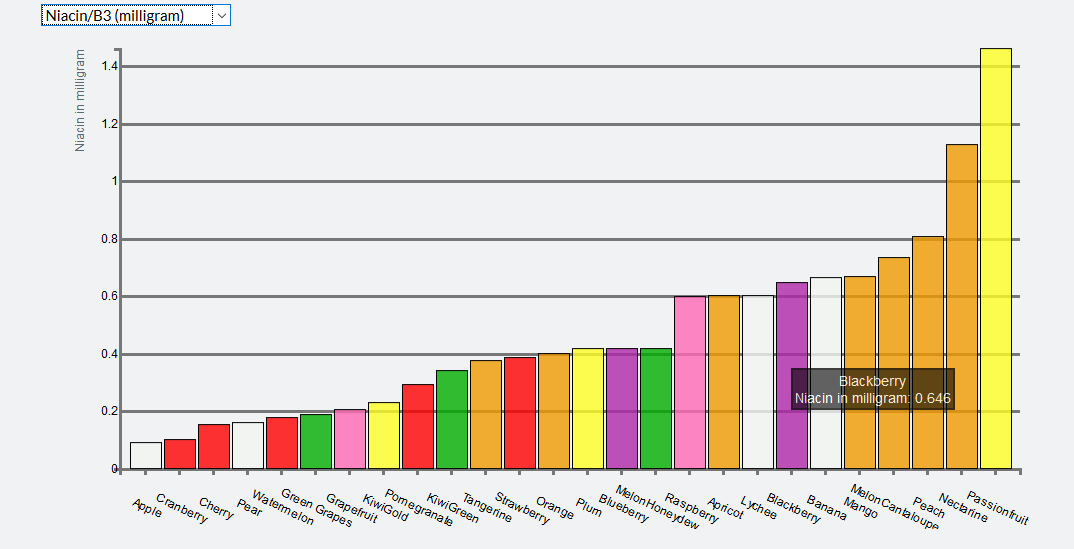 Niacin/B3 (milligram)
Niacin in milligram
1.4
1.2
1
0.8
0.6
0.4
0.2
0
Blackberry
Niacin in milligram: 0.646
Apple
Cranberry
Cherry
Pear
Watermelon
Green Grapes
Grapefruit
KiwiGold
Pomegranate
KiwiGreen
Tangerine
Strawberry
Orange
Plum
Blueberry
MelonHoneydew
Raspberry
Apricot
Lychee
Blackberry
Banana
Mango
MelonCantaloupe
Peach
Nectarine
Passionfruit